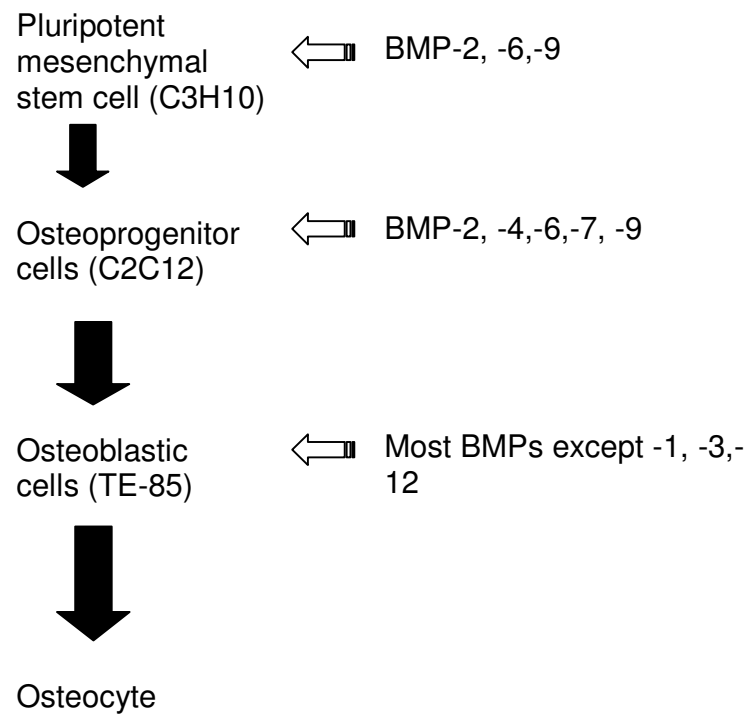 Pluripotent
mesenchymal
stem cell (C3H10)
BMP-2, -6,-9
Osteoprogenitor
cells (C2C12)
BMP-2, -4,-6,-7, -9
Osteoblastic
cells (TE-85)
Most BMPs except -1, -3,-
12
Osteocyte